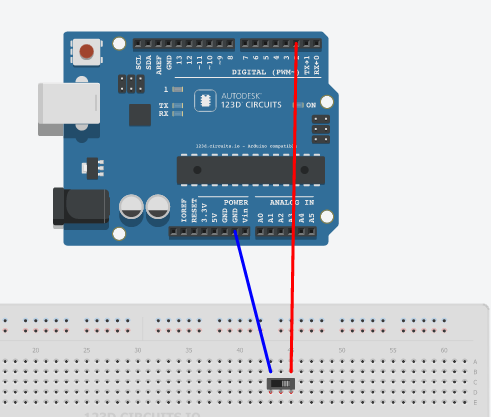 SCL
SDA
AREF
GND
13
12
~11
~10
~9
8
7
~6
~5
4
~3
TX→1
RX←0
DIGITAL (PWM~)
1
TX
RX
AUTODESK
123D CIRCUITS
ON
123d.circuits.io - Arduino compatible
POWER
ANALOG IN
IOREF
RESET
3.3V
5V
GND
GND
Vin
A0
A1
A2
A3
A4
A5
20 25 30 35 40 50 55 60
A
B
C
D
E
123D CIRCUITS.IO